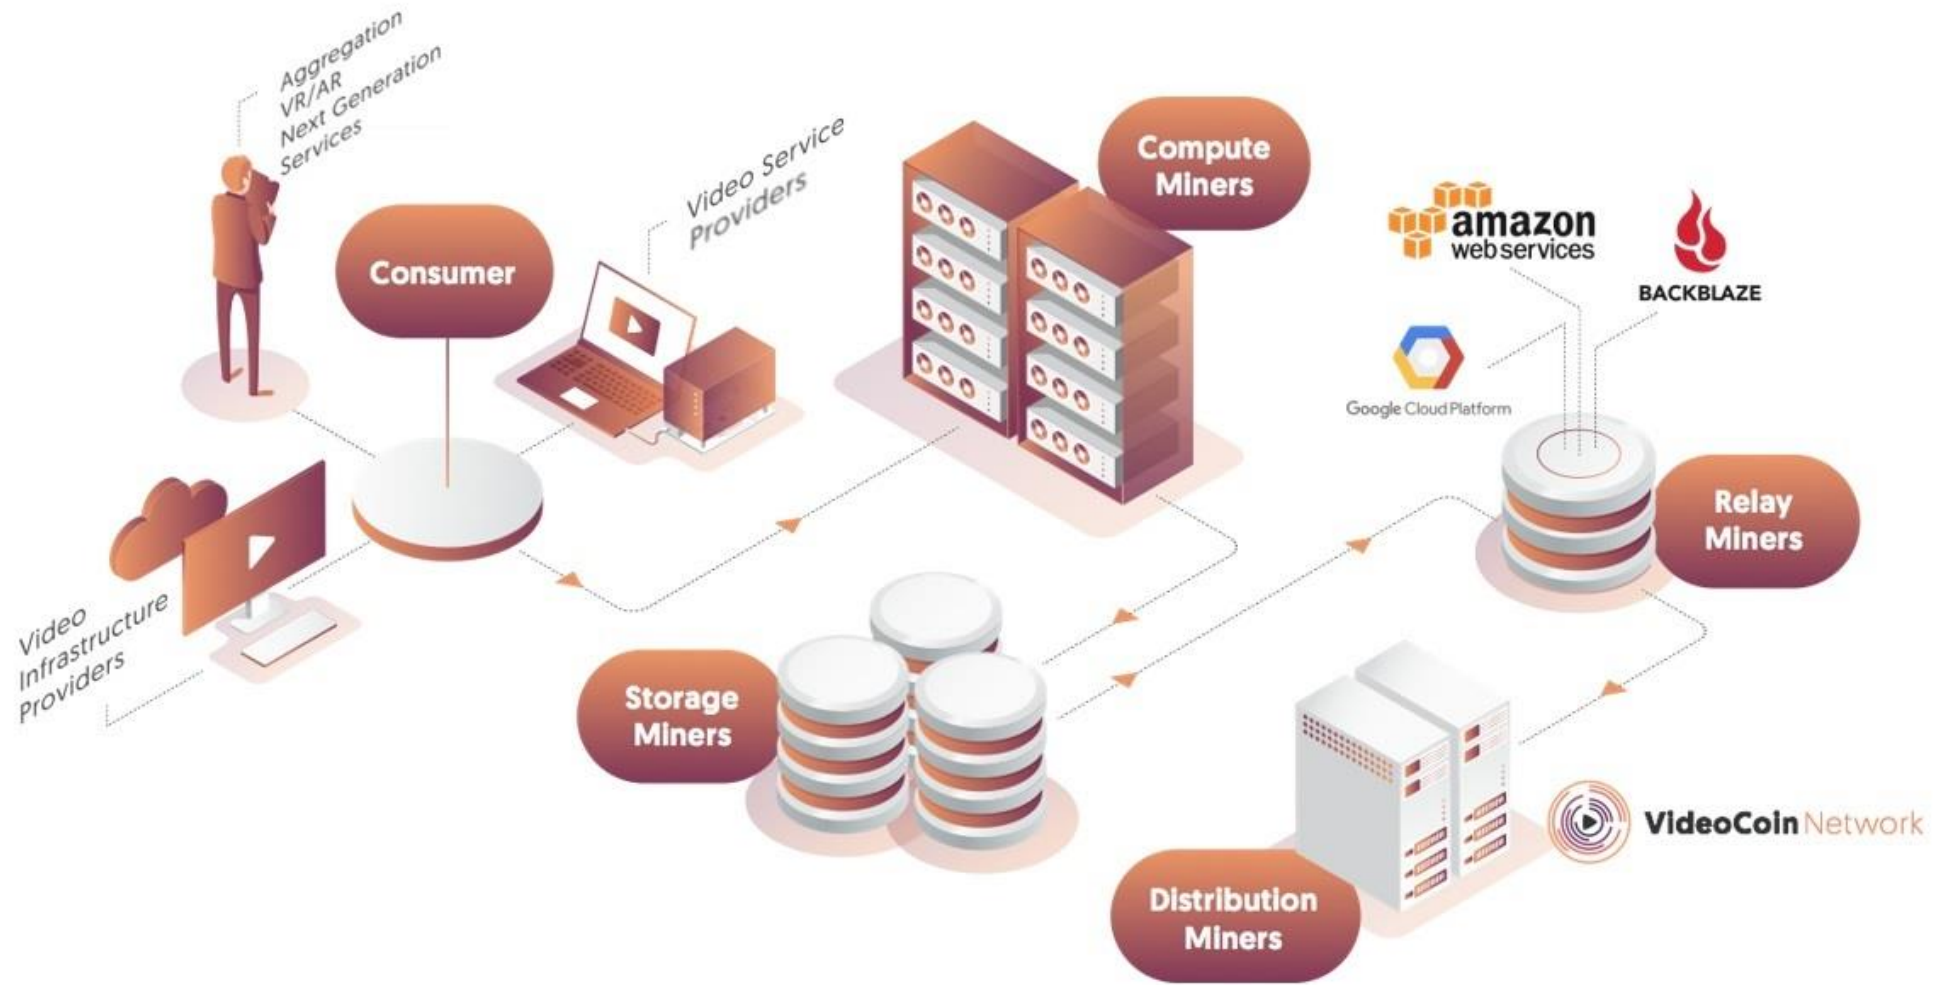 Aggregation
VR/AR
Next Generation
Services
Video Service
Providers
Consumer
Compute
Miners
amazon
web services
BACKBLAZE
Google Cloud Platform
Relay
Miners
Video
Infrastructure
Providers
Storage
Miners
VideoCoin Network
Distribution
Miners